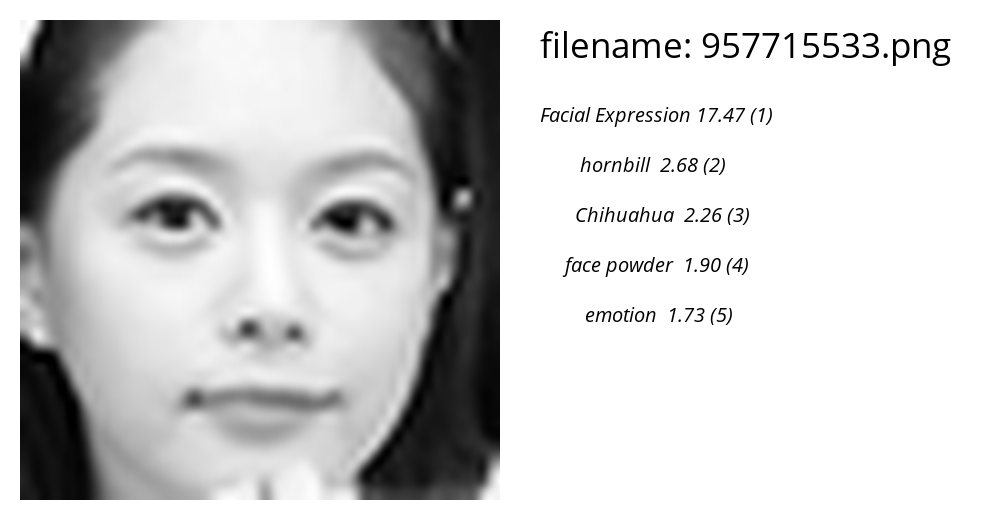 filename: 957715533.png
Facial Expression 17.47 (1)
hornbill 2.68 (2)
Chihuahua 2.26 (3)
face powder 1.90 (4)
emotion 1.73 (5)